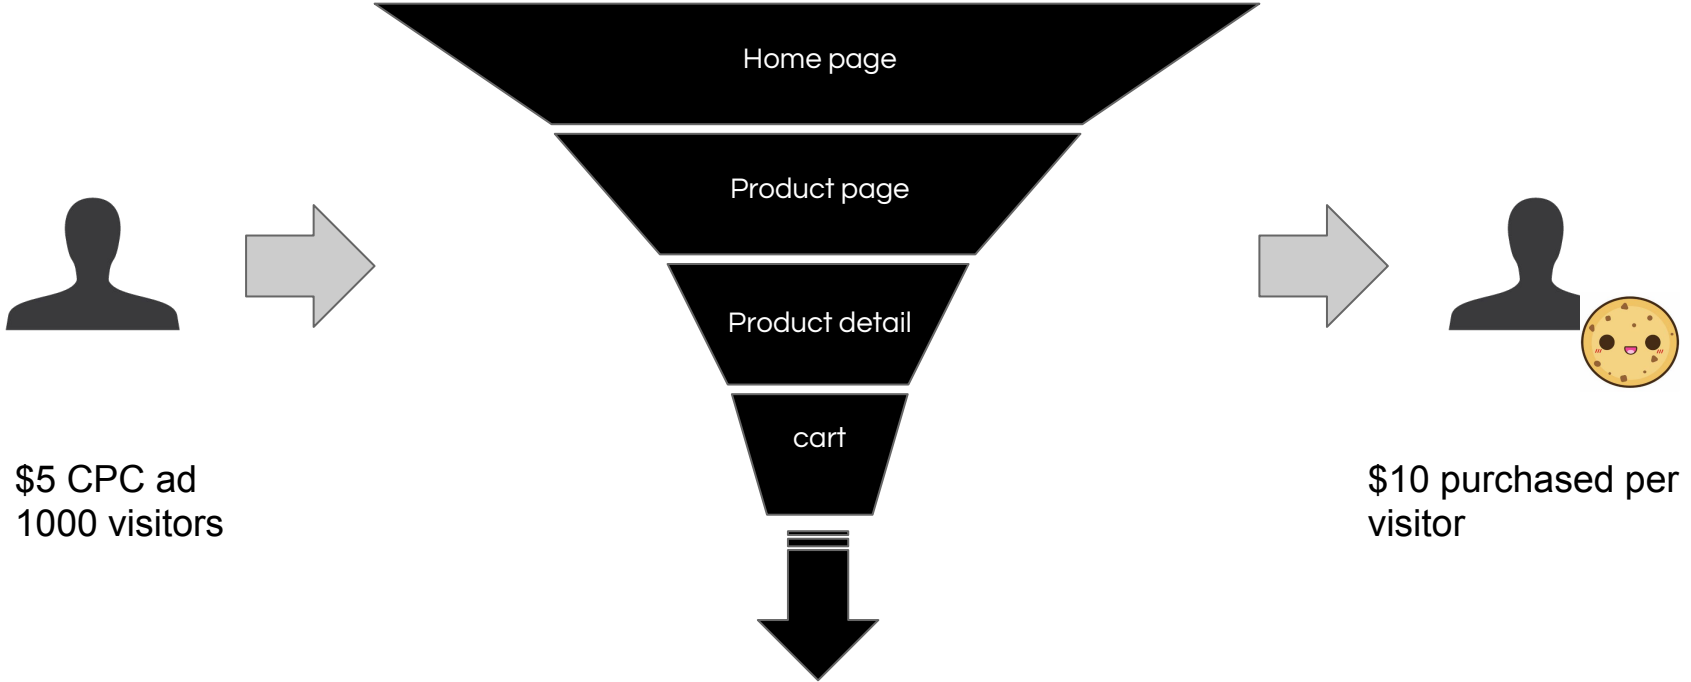 Home page
Product page
Product detail
cart
$5 CPC ad
1000 visitors
$10 purchased per
visitor